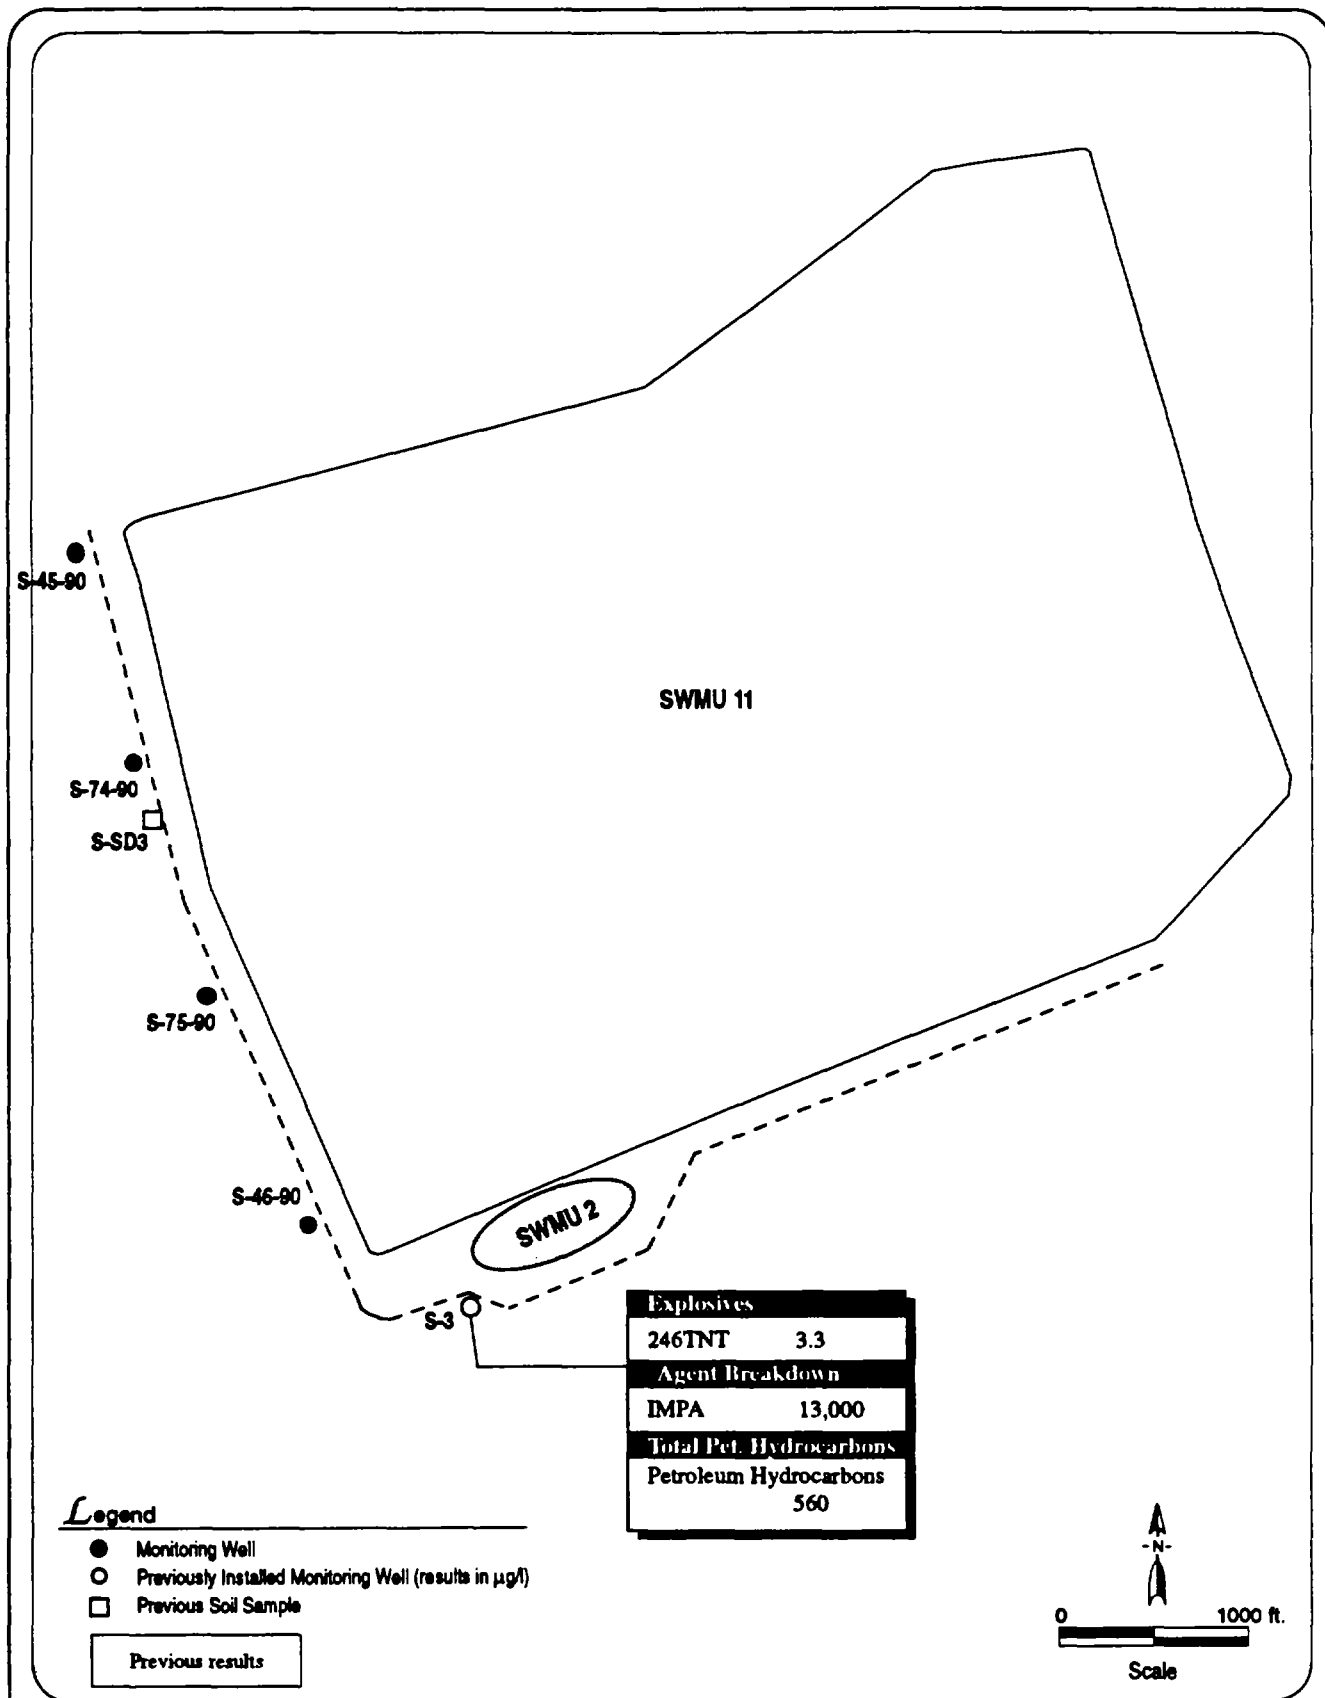 S-45-90
SWMU 11
S-74-90
S-SD3
S-75-90
S-46-90
SWMU 2
S-3
Explosives
246TNT 3.3
Agent Breakdown
IMPA 13,000
Total Pet. Hydrocarbons
Petroleum Hydrocarbons
560
Legend
Monitoring Well
Previously Installed Monitoring Well (results in µg/l)
Previous Soil Sample
Previous results
-N-
0 1000 ft.
Scale